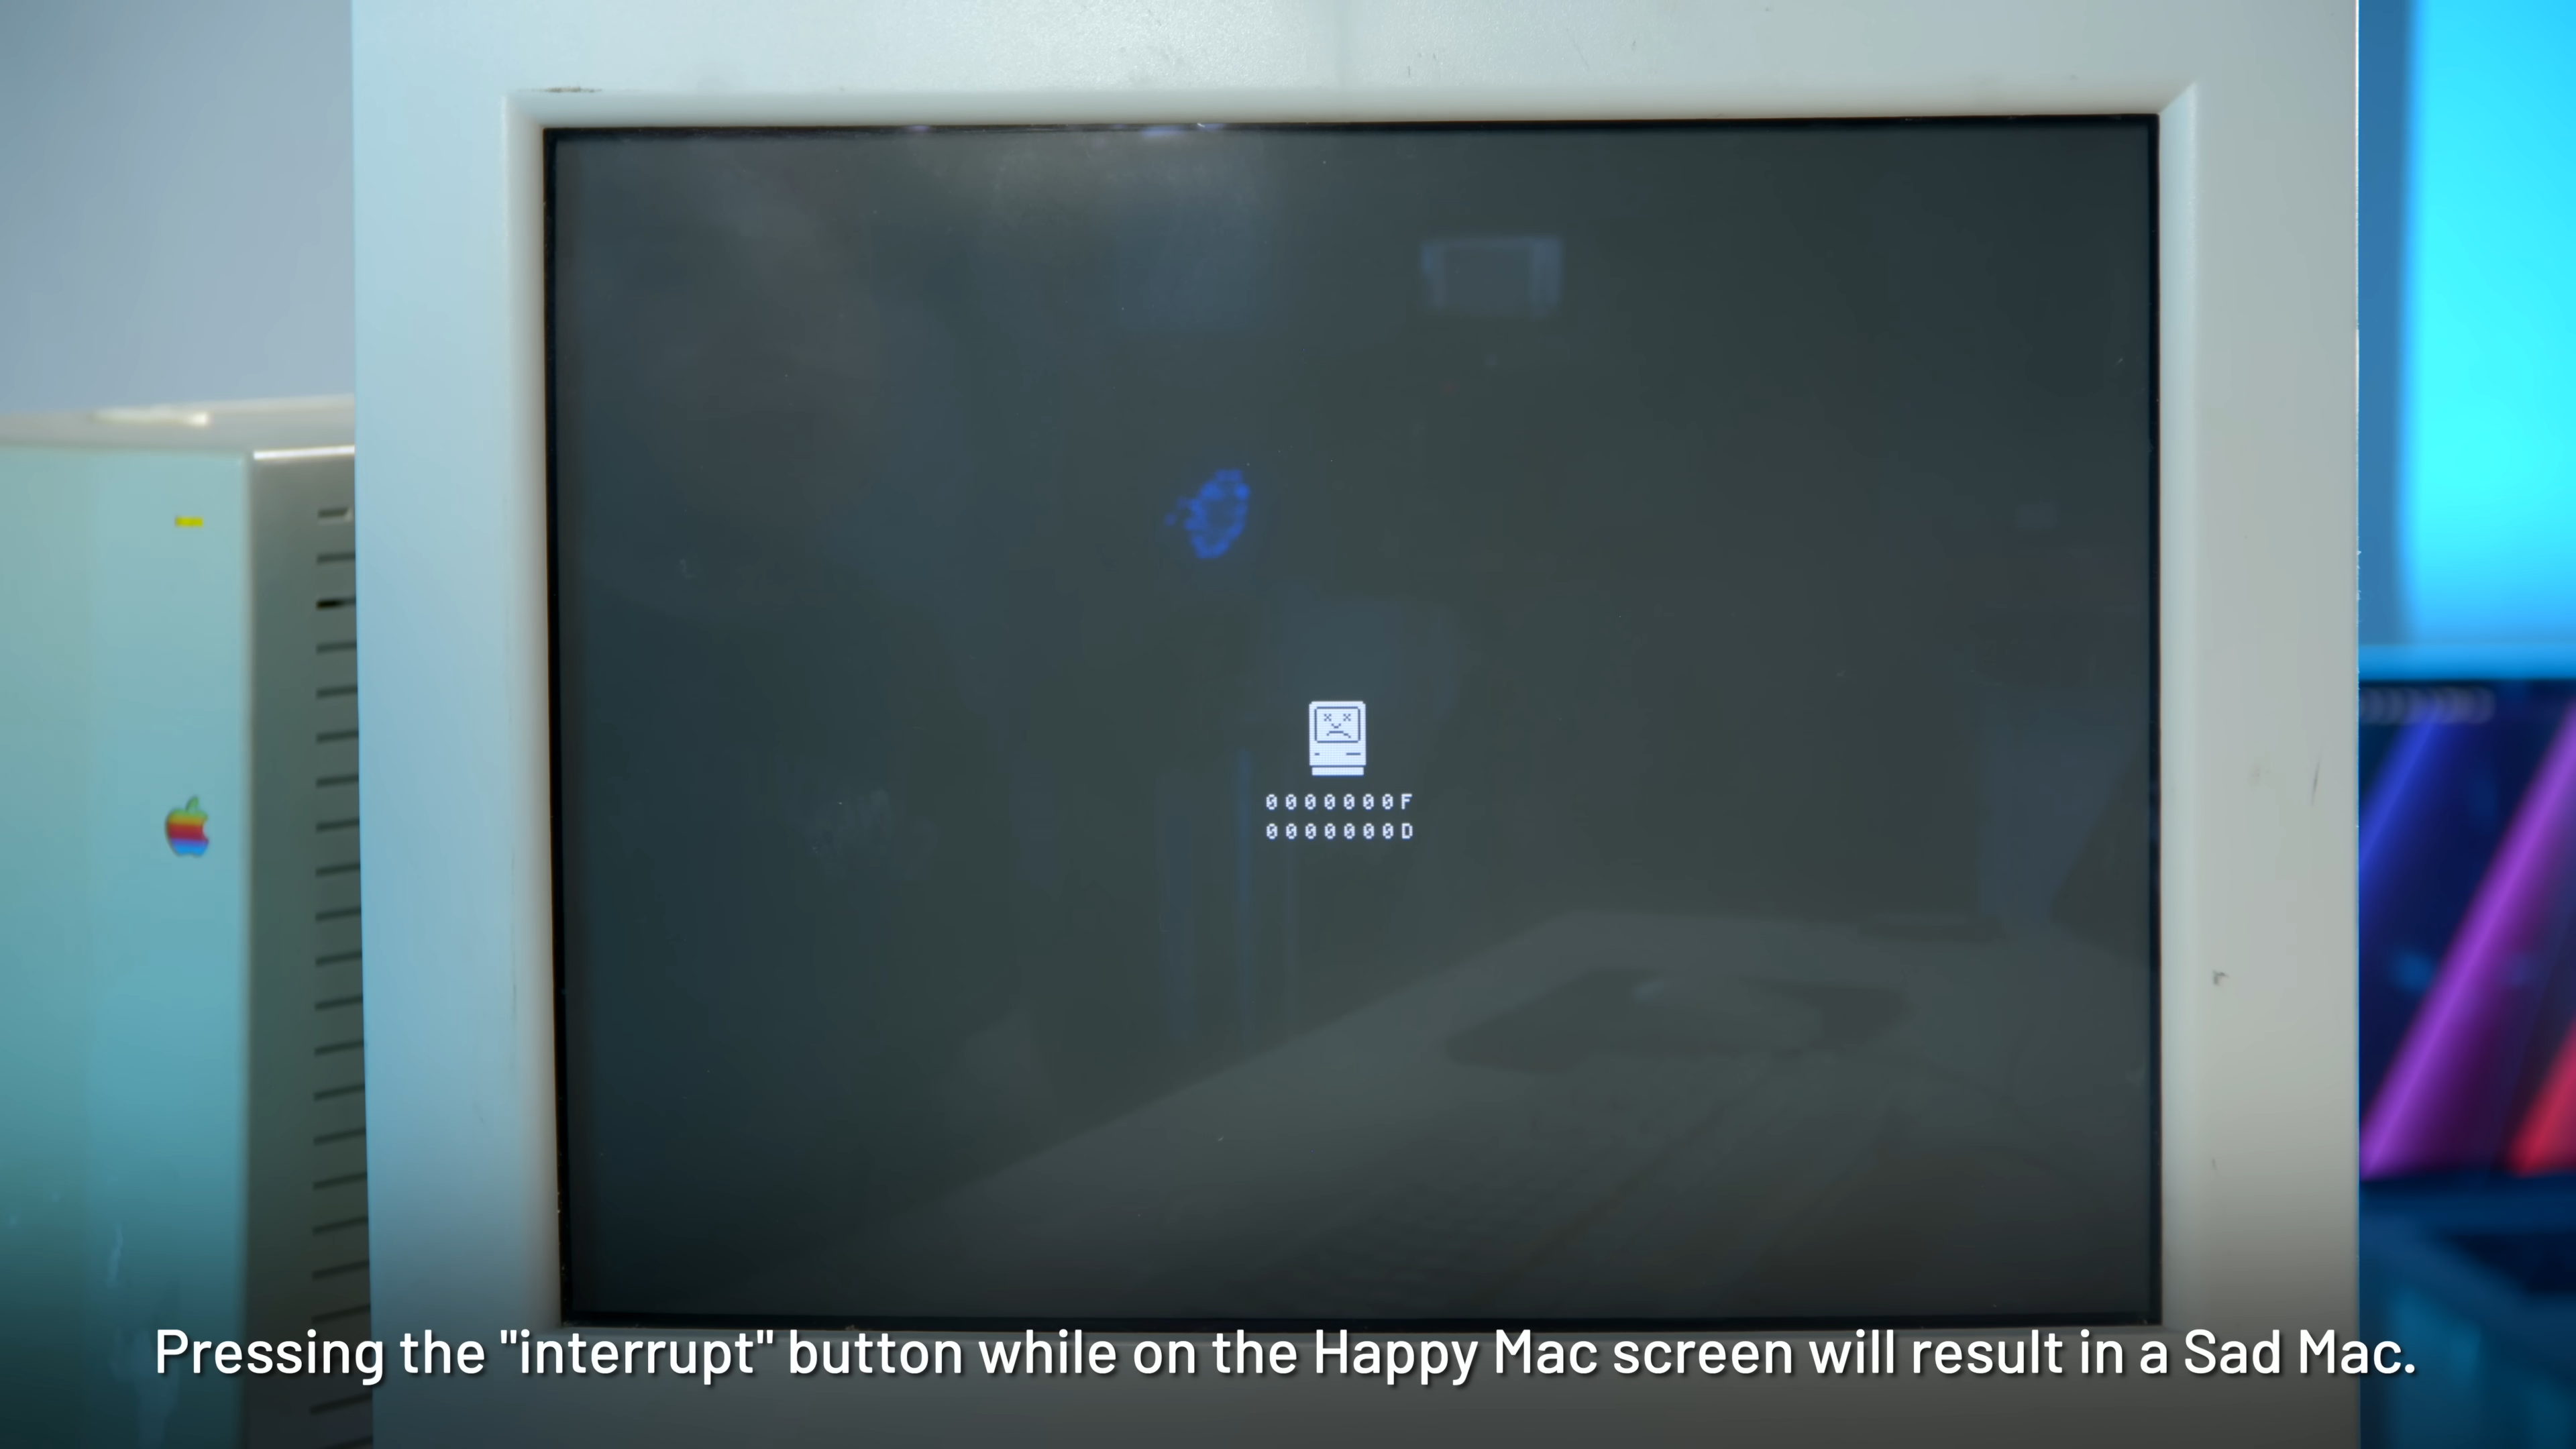 0000000F
0000000D
Pressing the "interrupt" button while on the Happy Mac screen will result in a Sad Mac.